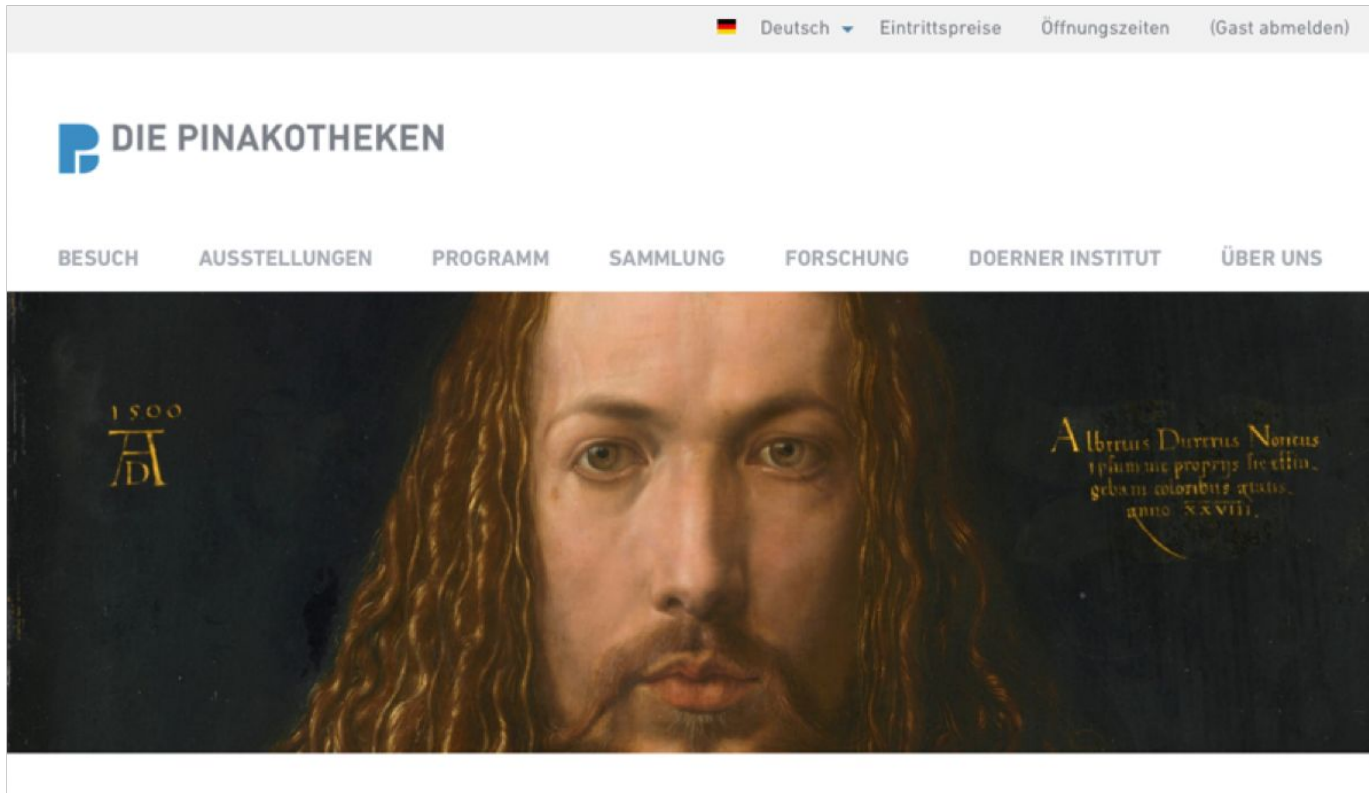 Deutsch Eintrittspreise Öffnungszeiten (Gast abmelden)
DIE PINAKOTHEKEN
BESUCH AUSSTELLUNGEN PROGRAMM SAMMLUNG FORSCHUNG DOERNER INSTITUT ÜBER UNS
1500
AD
Albertus Durerus Noricus
ipsum me propriis sic effin
gebam coloribus ætatis
anno XXVIII.